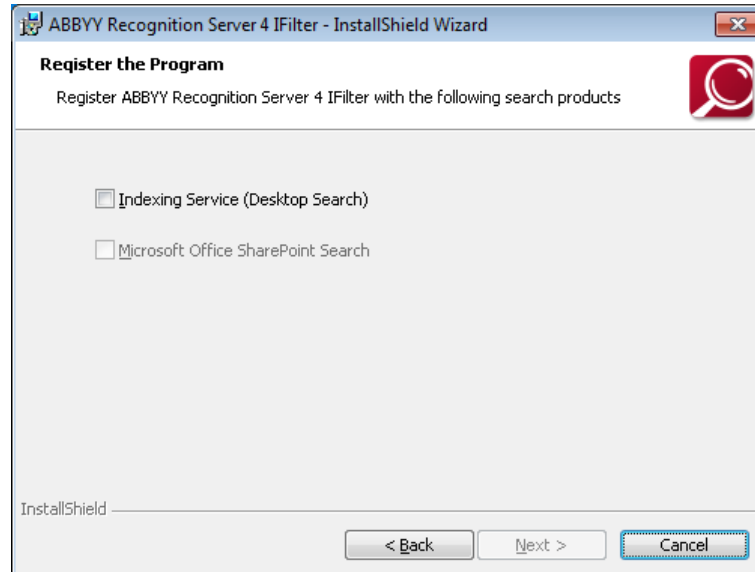 ABBYY Recognition Server 4 IFilter - InstallShield Wizard
Register the Program
Register ABBYY Recognition Server 4 IFilter with the following search products
Indexing Service (Desktop Search)
Microsoft Office SharePoint Search
InstallShield
< Back
Next >
Cancel